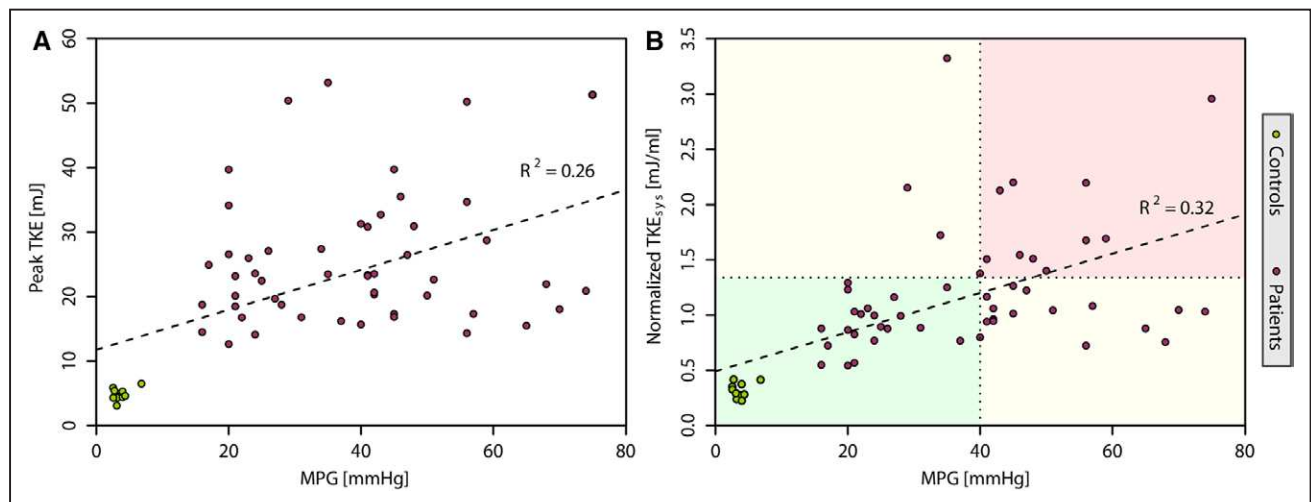 A
60
50
40
30
20
10
0
Peak TKE [mJ]
R² = 0.26
0 20 40 60 80
MPG [mmHg]
B
3.5
3.0
2.5
2.0
1.5
1.0
0.5
0.0
Normalized TKEsys [mJ/ml]
R² = 0.32
0 20 40 60 80
MPG [mmHg]
Controls
Patients